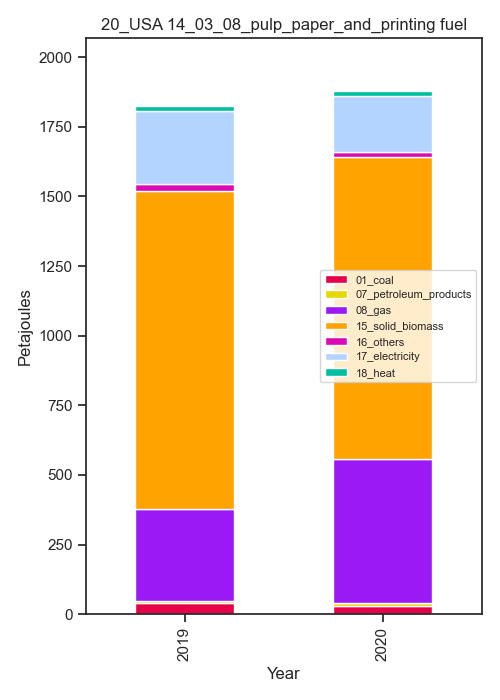 20_USA 14_03_08_pulp_paper_and_printing fuel
Petajoules
2000
1750
1500
1250
1000
750
500
250
0
01_coal
07_petroleum_products
08_gas
15_solid_biomass
16_others
17_electricity
18_heat
2019
2020
Year